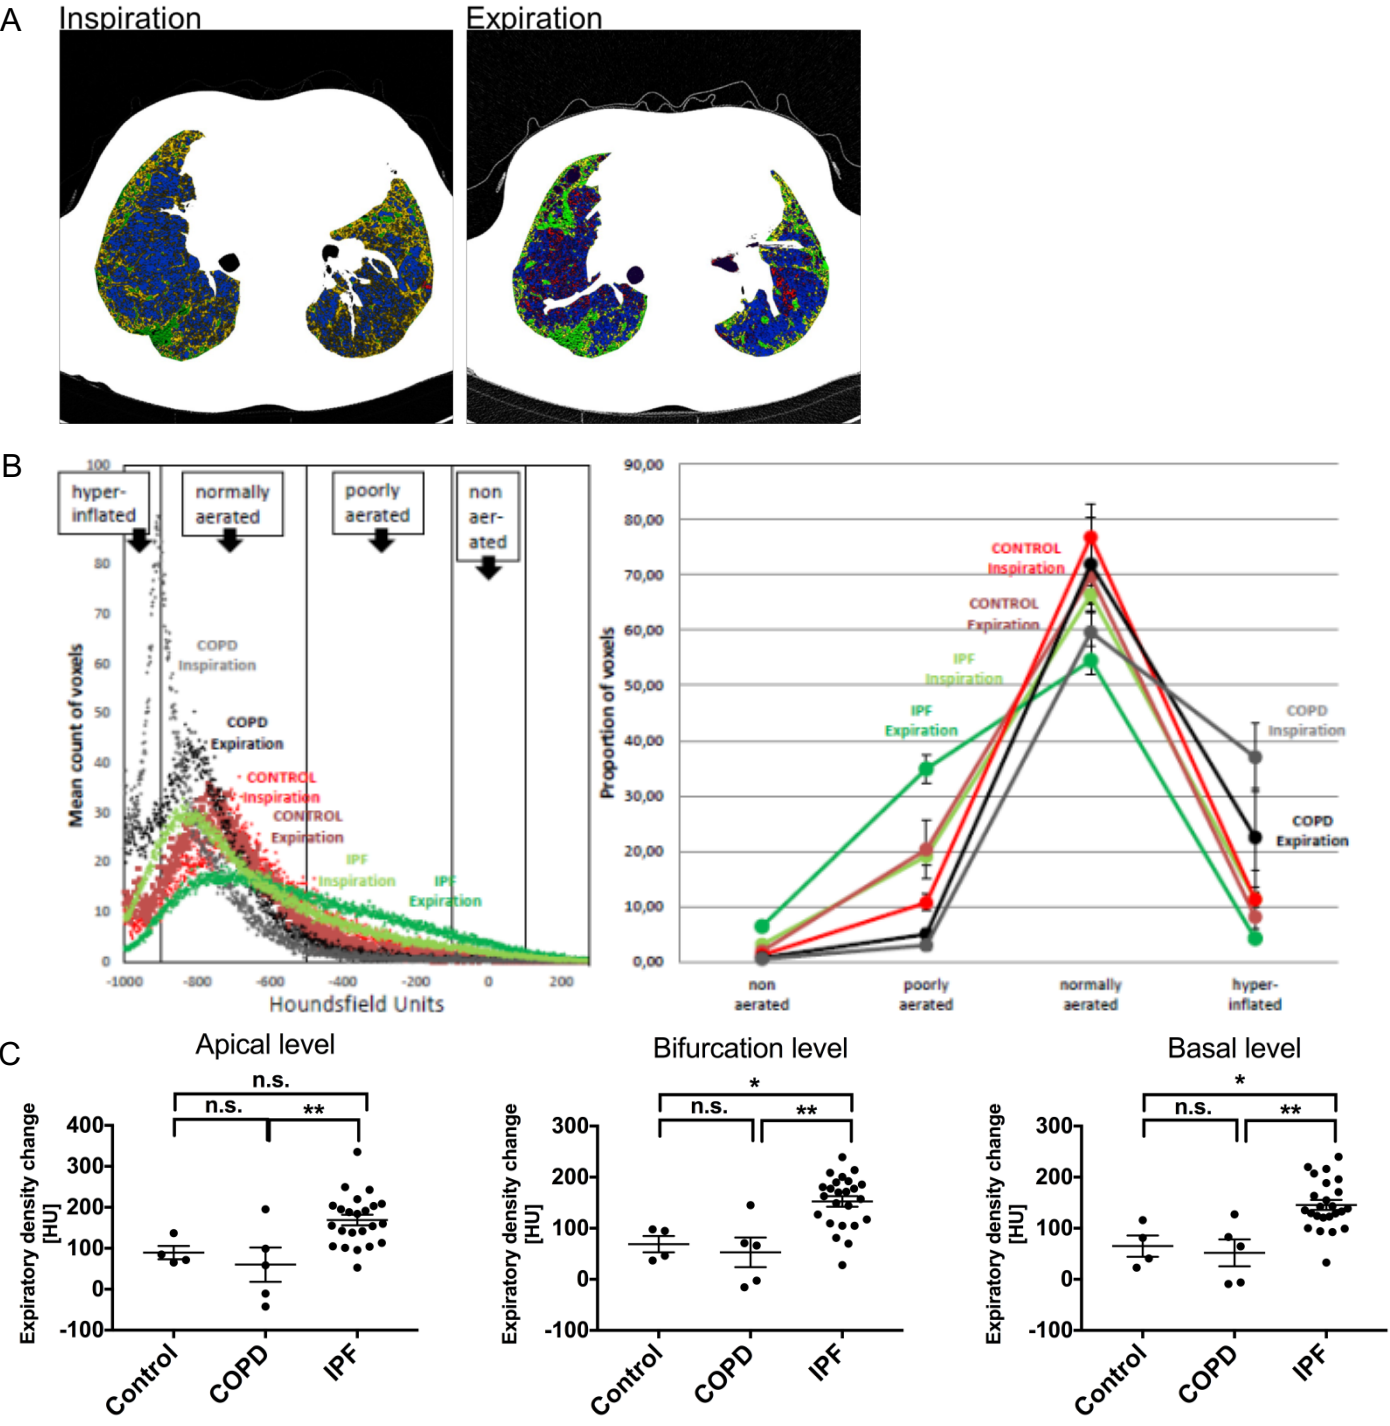 A
Inspiration
Expiration
B
100
80
70
60
50
40
30
20
10
0
Mean count of voxels
hyper-
inflated
normally
aerated
poorly
aerated
non
aer-
ated
COPD
Inspiration
COPD
Expiration
CONTROL
Inspiration
CONTROL
Expiration
IPF
Inspiration
IPF
Expiration
-1000
-800
-600
-400
-200
0
200
Houndsfield Units
90,00
80,00
70,00
60,00
50,00
40,00
30,00
20,00
10,00
0,00
Proportion of voxels
CONTROL
Inspiration
CONTROL
Expiration
IPF
Inspiration
IPF
Expiration
COPD
Inspiration
COPD
Expiration
non
aerated
poorly
aerated
normally
aerated
hyper-
inflated
C
Apical level
n.s.
n.s.
**
Expiratory density change
[HU]
400
300
200
100
0
-100
Control
COPD
IPF
Bifurcation level
*
n.s.
**
Expiratory density change
[HU]
300
200
100
0
-100
Control
COPD
IPF
Basal level
*
n.s.
**
Expiratory density change
[HU]
300
200
100
0
-100
Control
COPD
IPF